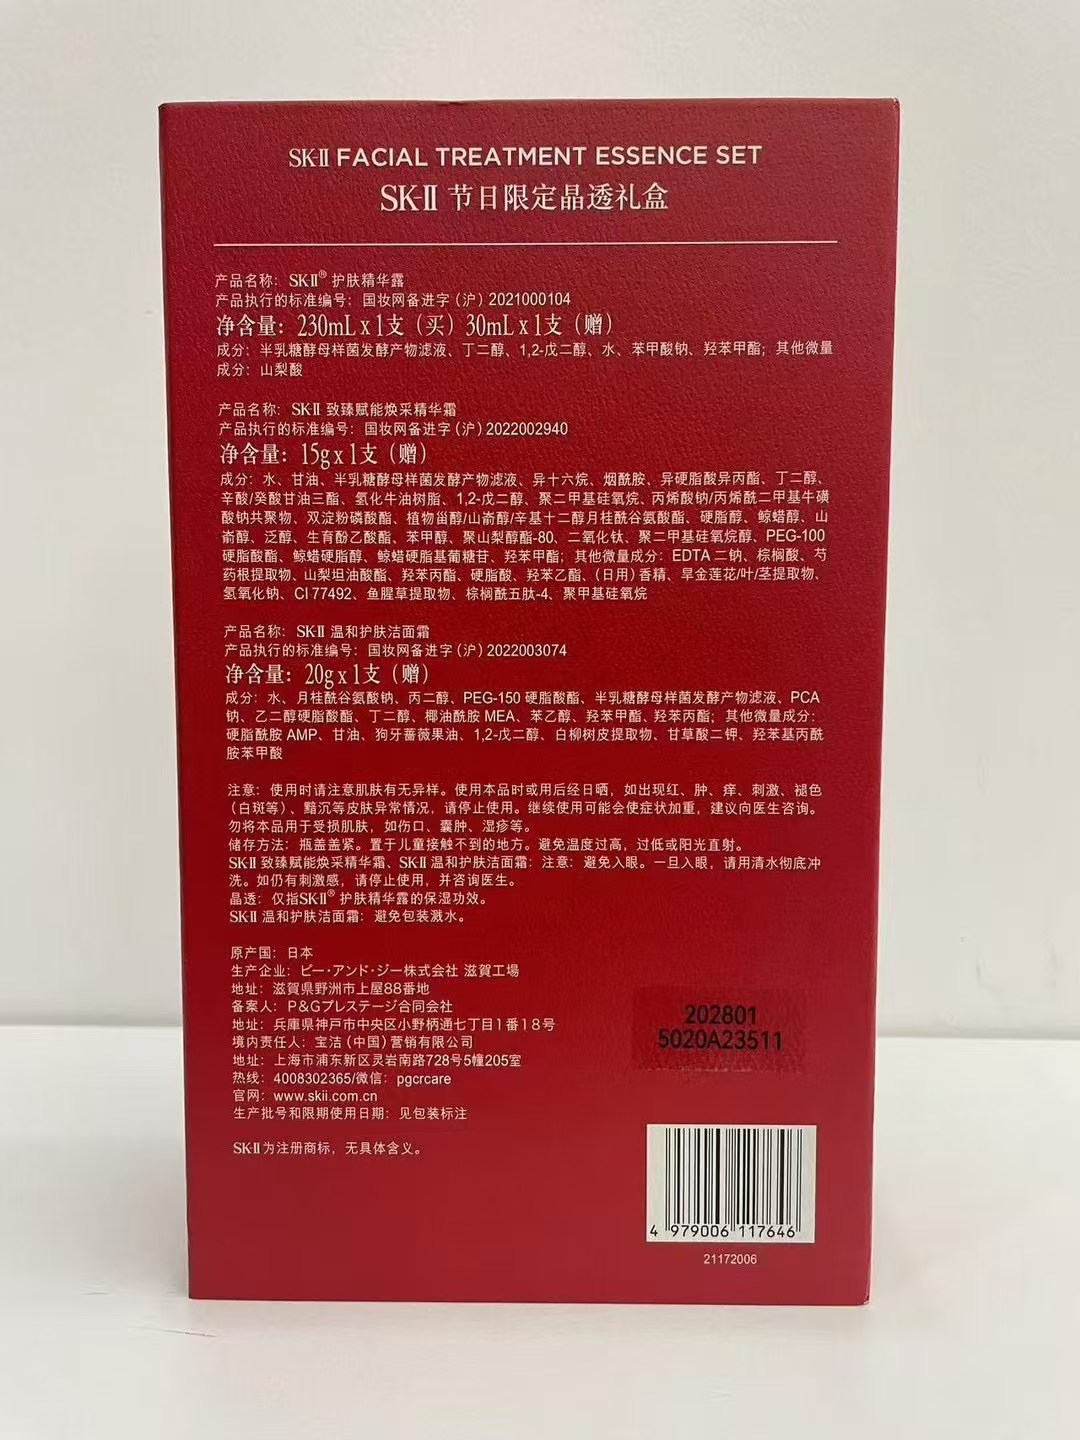 SK-II FACIAL TREATMENT ESSENCE SET
SK-II 节日限定晶透礼盒
产品名称：SK-II® 护肤精华露
产品执行的标准编号：国妆网备进字（沪）2021000104
净含量：230mL x 1支（买）30mL x 1支（赠）
成分：半乳糖酵母样菌发酵产物滤液、丁二醇、1,2-戊二醇、水、苯甲酸钠、羟苯甲酯；其他微量
成分：山梨酸
产品名称：SK-II 致臻赋能焕采精华霜
产品执行的标准编号：国妆网备进字（沪）2022002940
净含量：15g x 1支（赠）
成分：水、甘油、半乳糖酵母样菌发酵产物滤液、异十六烷、烟酰胺、异硬脂酸异丙酯、丁二醇、
辛酸/癸酸甘油三酯、氢化牛油树脂、1,2-戊二醇、聚二甲基硅氧烷、丙烯酸钠/丙烯酰二甲基牛磺
酸钠共聚物、双淀粉磷酸酯、植物甾醇/山嵛醇/辛基十二醇月桂酰谷氨酸酯、硬脂醇、鲸蜡醇、山
嵛醇、泛醇、生育酚乙酸酯、苯甲醇、聚山梨醇酯-80、二氧化钛、聚二甲基硅氧烷醇、PEG-100
硬脂酸酯、鲸蜡硬脂醇、鲸蜡硬脂基葡糖苷、羟苯甲酯；其他微量成分：EDTA 二钠、棕榈酸、芍
药根提取物、山梨坦油酸酯、羟苯丙酯、硬脂酸、羟苯乙酯、（日用）香精、旱金莲花/叶/茎提取物、
氢氧化钠、CI 77492、鱼腥草提取物、棕榈酰五肽-4、聚甲基硅氧烷
产品名称：SK-II 温和护肤洁面霜
产品执行的标准编号：国妆网备进字（沪）2022003074
净含量：20g x 1支（赠）
成分：水、月桂酰谷氨酸钠、丙二醇、PEG-150 硬脂酸酯、半乳糖酵母样菌发酵产物滤液、PCA
钠、乙二醇硬脂酸酯、丁二醇、椰油酰胺 MEA、苯乙醇、羟苯甲酯、羟苯丙酯；其他微量成分：
硬脂酰胺 AMP、甘油、狗牙蔷薇果油、1,2-戊二醇、白柳树皮提取物、甘草酸二钾、羟苯基丙酰
胺苯甲酸
注意：使用时请注意肌肤有无异样。使用本品时或用后经日晒，如出现红、肿、痒、刺激、褪色
（白斑等）、黯沉等皮肤异常情况，请停止使用。继续使用可能会使症状加重，建议向医生咨询。
勿将本品用于受损肌肤，如伤口、囊肿、湿疹等。
储存方法：瓶盖盖紧。置于儿童接触不到的地方。避免温度过高，过低或阳光直射。
SK-II 致臻赋能焕采精华霜、SK-II 温和护肤洁面霜：注意：避免入眼。一旦入眼，请用清水彻底冲
洗。如仍有刺激感，请停止使用，并咨询医生。
晶透：仅指SK-II® 护肤精华露的保湿功效。
SK-II 温和护肤洁面霜：避免包装溅水。
原产国：日本
生产企业：ピー・アンド・ジー株式会社 滋賀工場
地址：滋賀県野洲市上屋88番地
备案人：P&Gプレステージ合同会社
地址：兵庫県神戸市中央区小野柄通七丁目1番18号
境内责任人：宝洁（中国）营销有限公司
地址：上海市浦东新区灵岩南路728号5幢205室
热线：4008302365/微信：pgcrcare
官网：www.skii.com.cn
生产批号和限期使用日期：见包装标注
SK-II 为注册商标，无具体含义。
202801
5020A23511
4 979006 117646
21172006